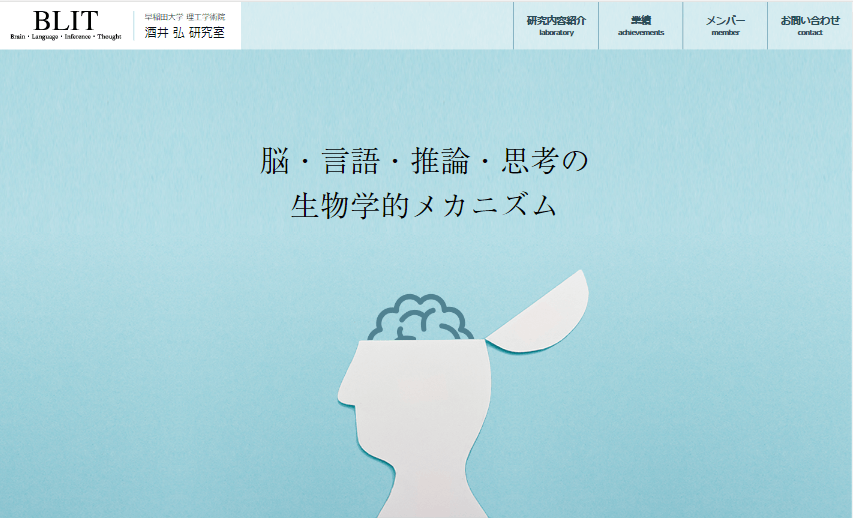 BLIT
Brain・Language・Inference・Thought
早稲田大学 理工学術院
酒井 弘 研究室
研究内容紹介
laboratory
業績
achievements
メンバー
member
お問い合わせ
contact
脳・言語・推論・思考の
生物学的メカニズム